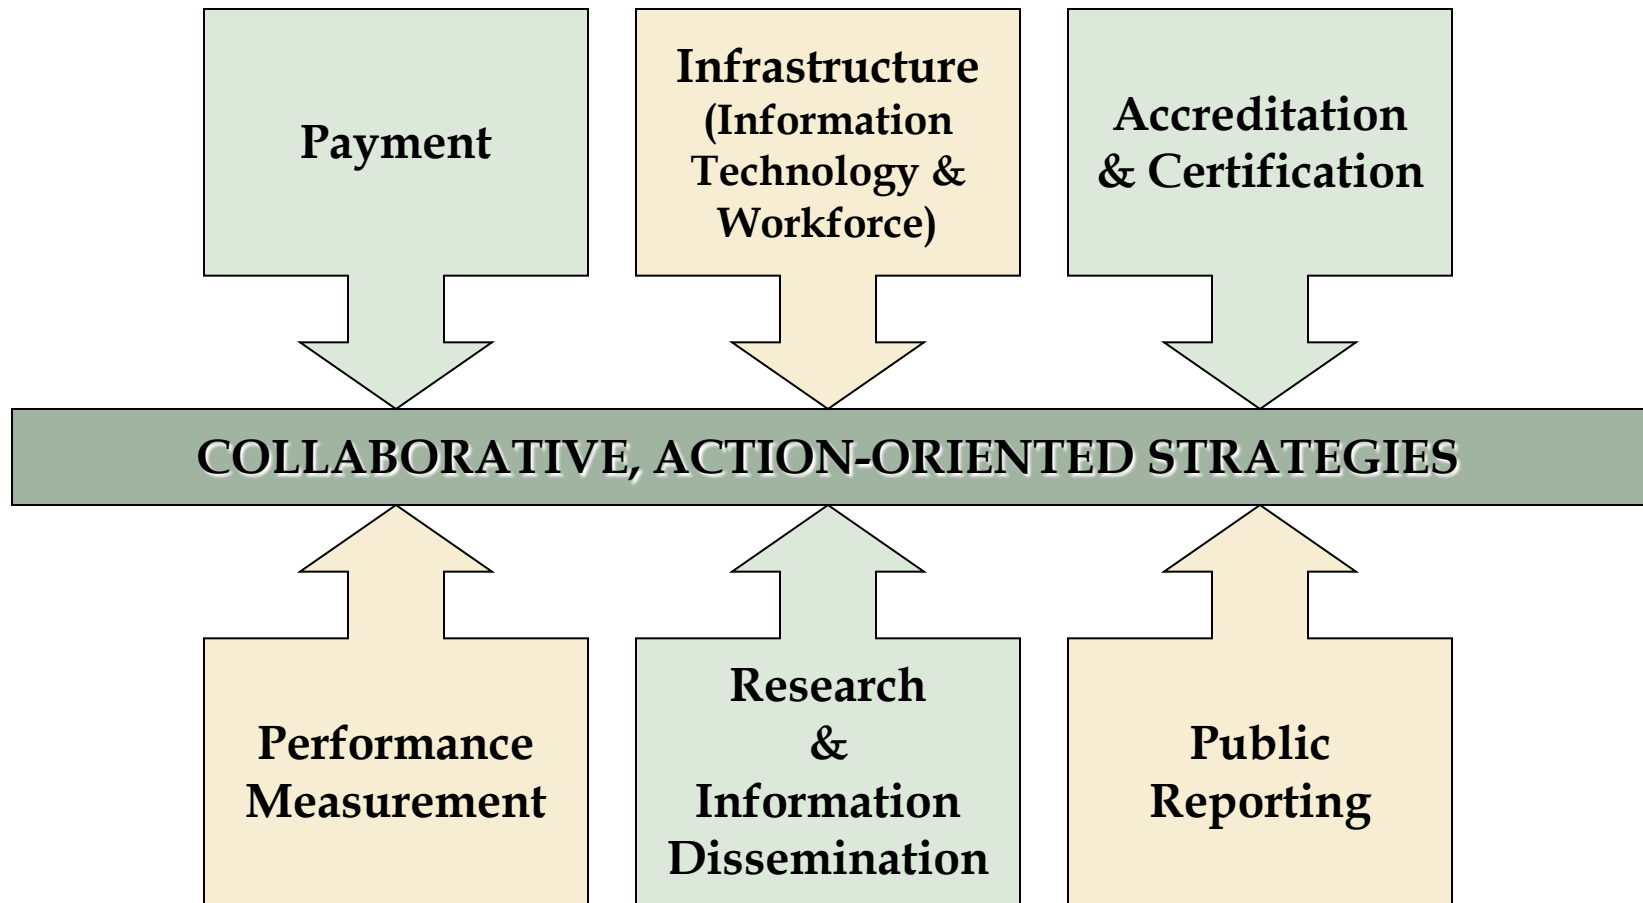 Payment
Infrastructure
(Information
Technology &
Workforce)
Accreditation
& Certification
COLLABORATIVE, ACTION-ORIENTED STRATEGIES
Performance
Measurement
Research
&
Information
Dissemination
Public
Reporting